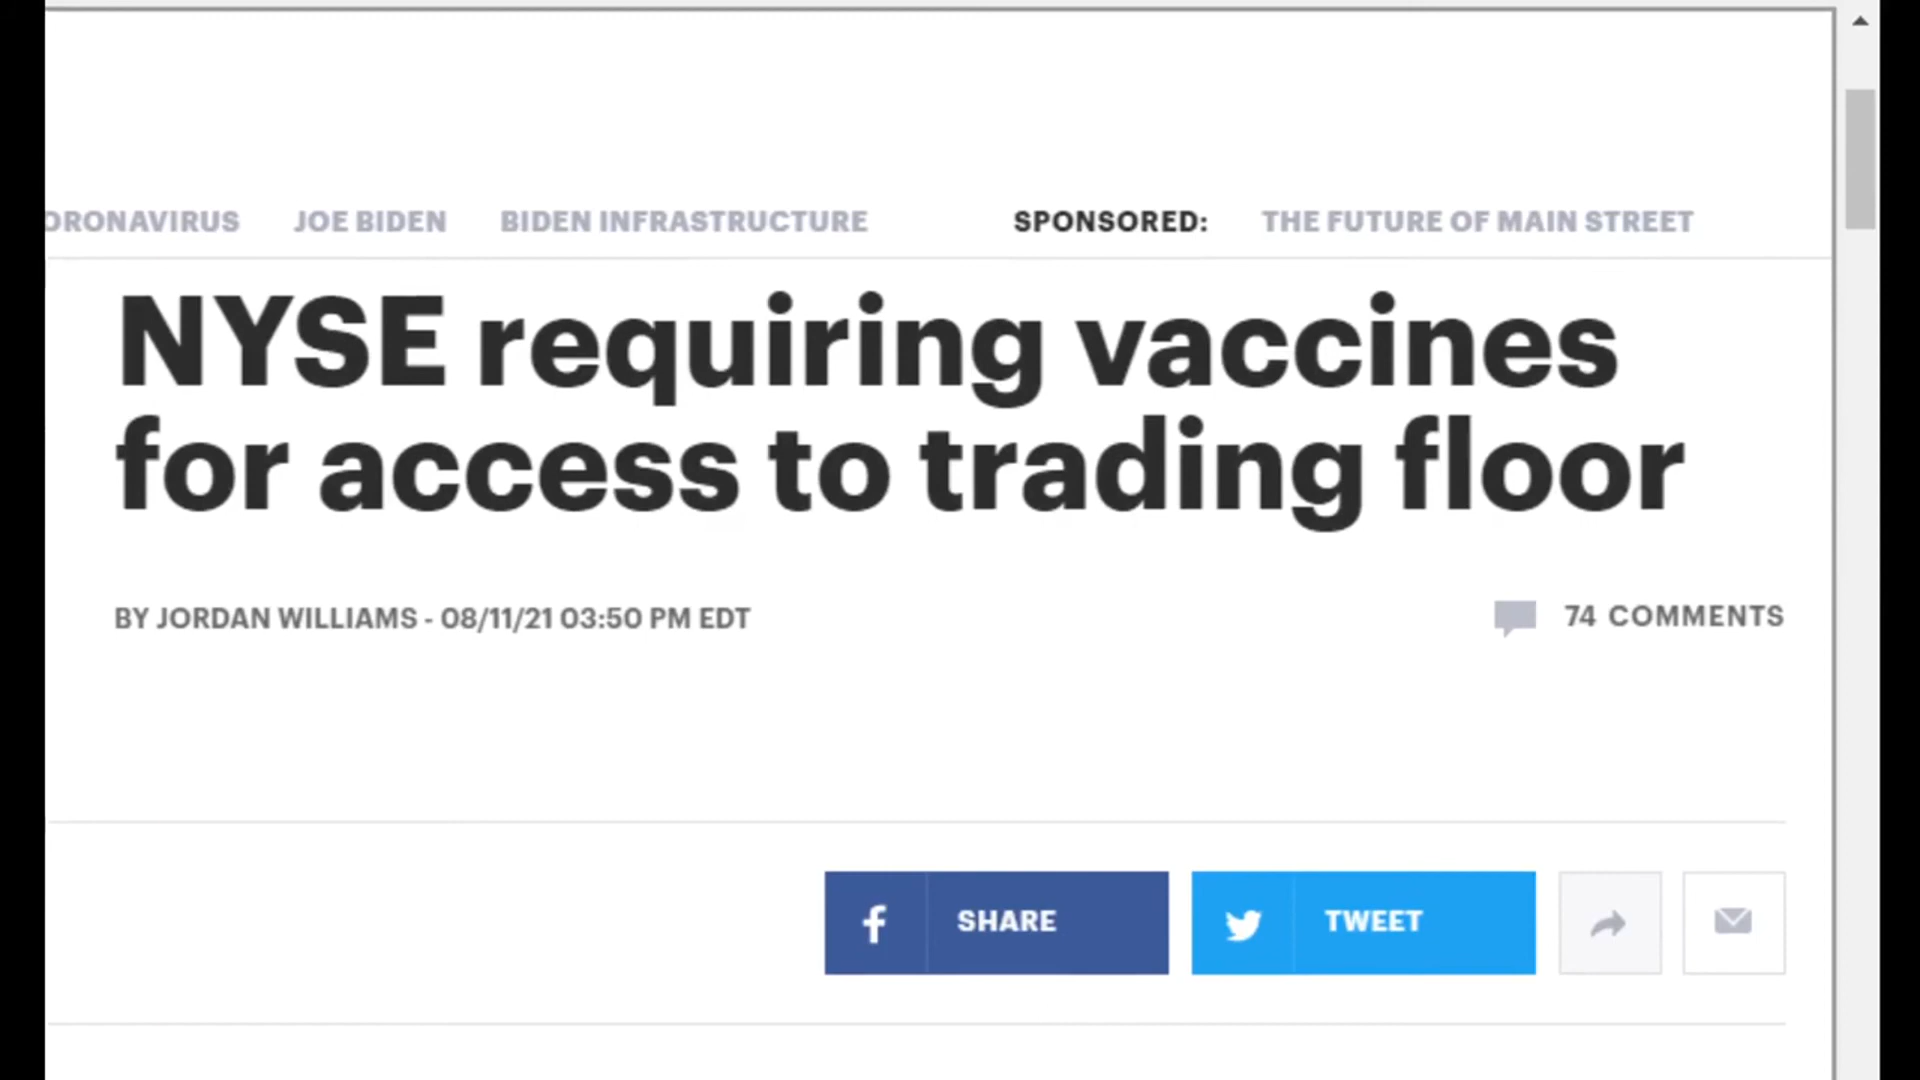 ORONAVIRUS JOE BIDEN BIDEN INFRASTRUCTURE SPONSORED: THE FUTURE OF MAIN STREET
NYSE requiring vaccines
for access to trading floor
BY JORDAN WILLIAMS - 08/11/21 03:50 PM EDT 74 COMMENTS
SHARE TWEET